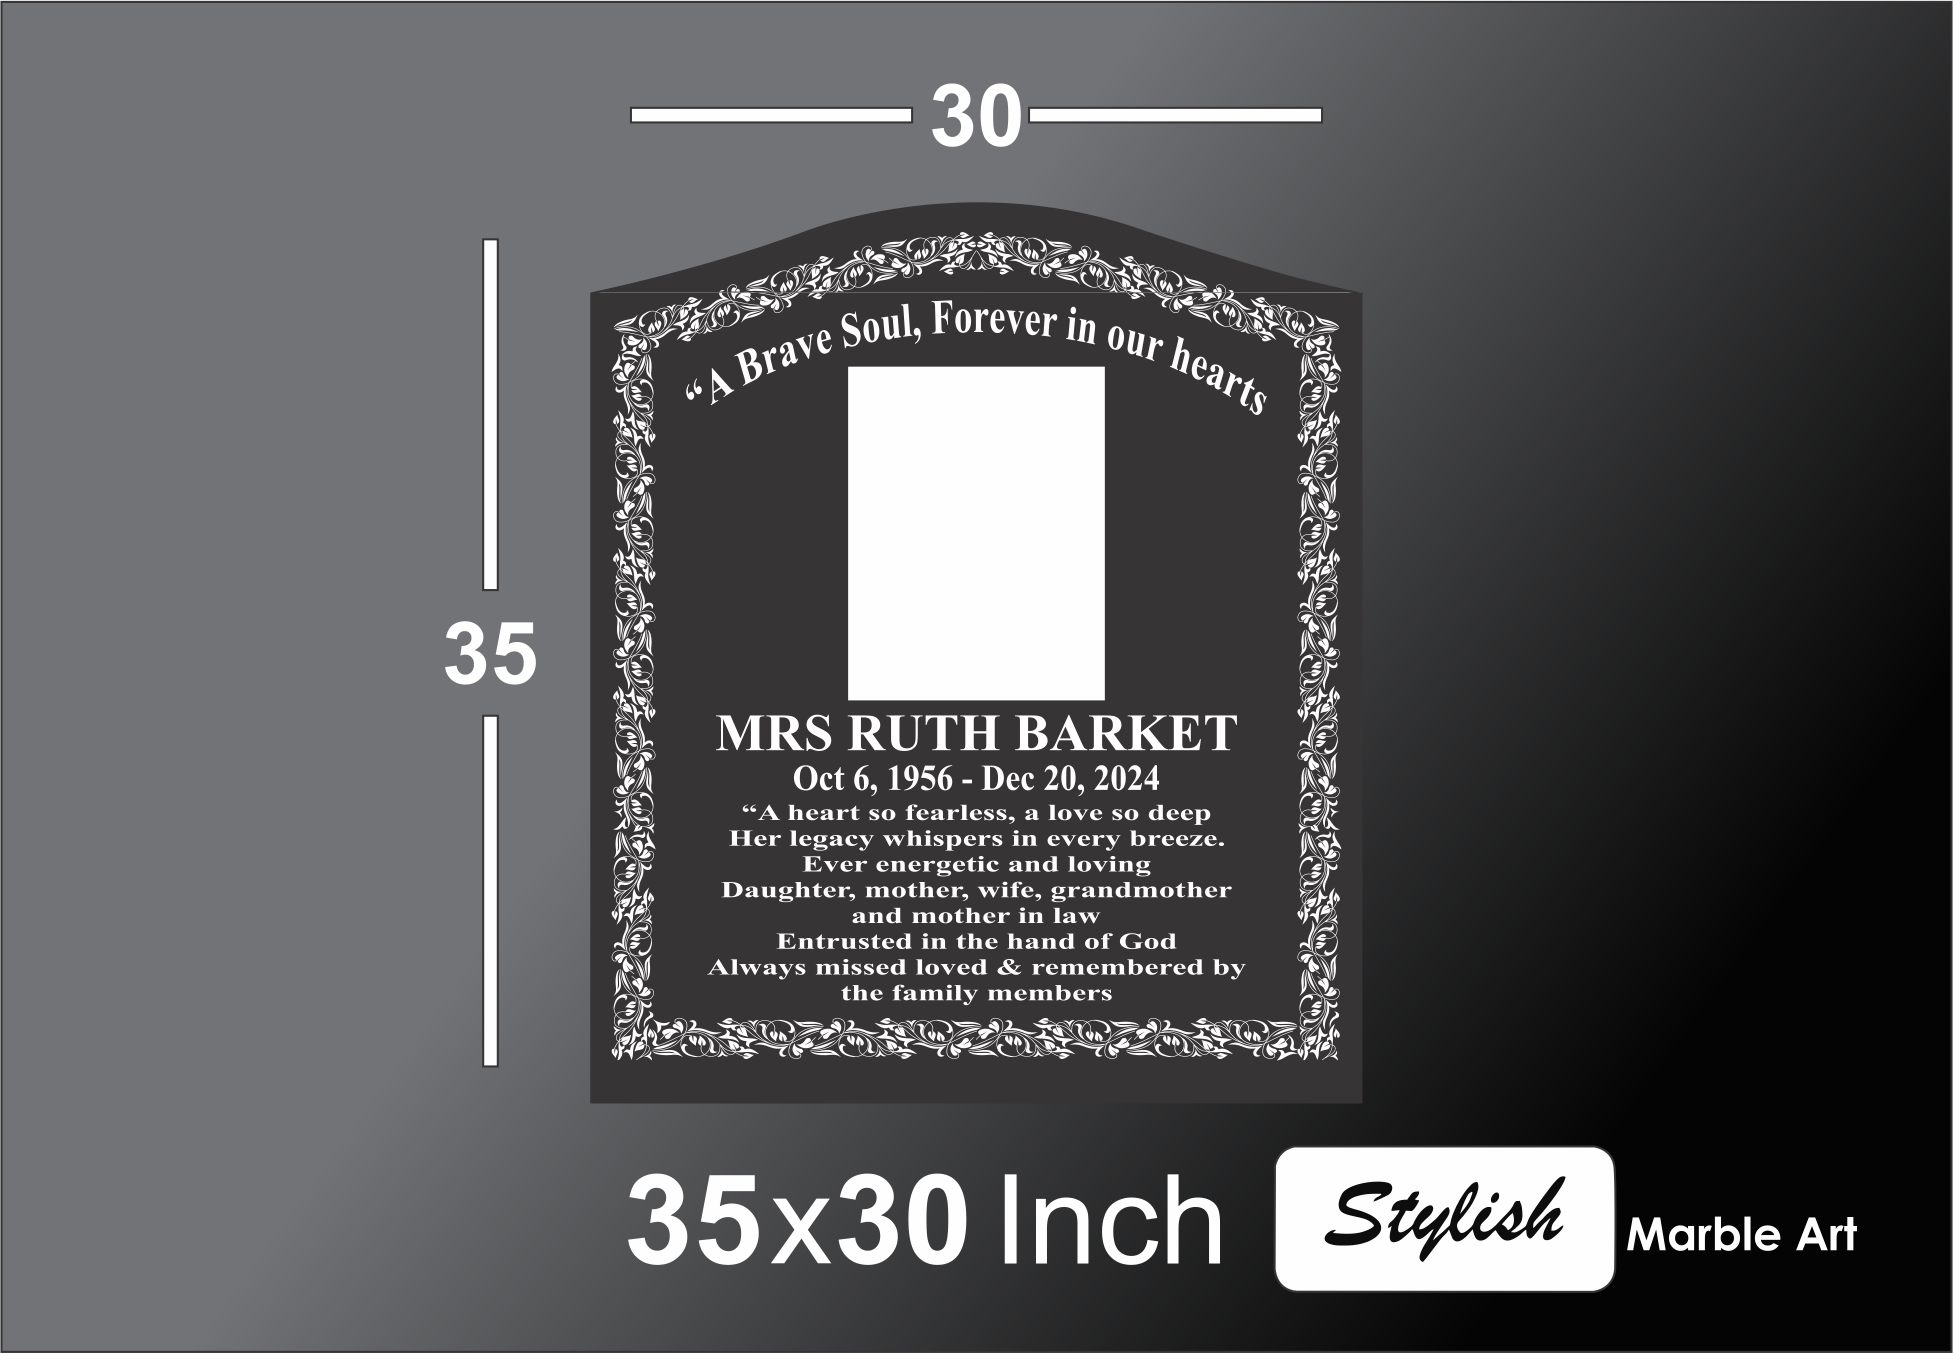 30
“A Brave Soul, Forever in our hearts
35
MRS RUTH BARKET
Oct 6, 1956 - Dec 20, 2024
“A heart so fearless, a love so deep
Her legacy whispers in every breeze.
Ever energetic and loving
Daughter, mother, wife, grandmother
and mother in law
Entrusted in the hand of God
Always missed loved & remembered by
the family members
35x30 Inch
Stylish Marble Art